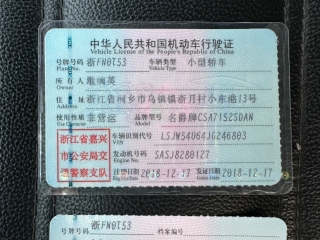 中华人民共和国机动车行驶证
Vehicle License of the People's Republic of China
号牌号码 浙FN0T53 车辆类型 小型轿车
Plate No. Vehicle Type
所有人
Owner
住址 浙江省桐乡市乌镇镇浙月村小东港13号
Address
使用性质 非营运 品牌型号 名爵牌CSA7152SDAN
Use Character Model
浙江省嘉兴 车辆识别代号 LSJW54U64JG246803
VIN
市公安局交 发动机号码 SASJ8280127
Engine No.
通警察支队 注册日期 2018-12-17 发证日期 2018-12-17
Register Date Issue Date
浙FN0T53 档案编号